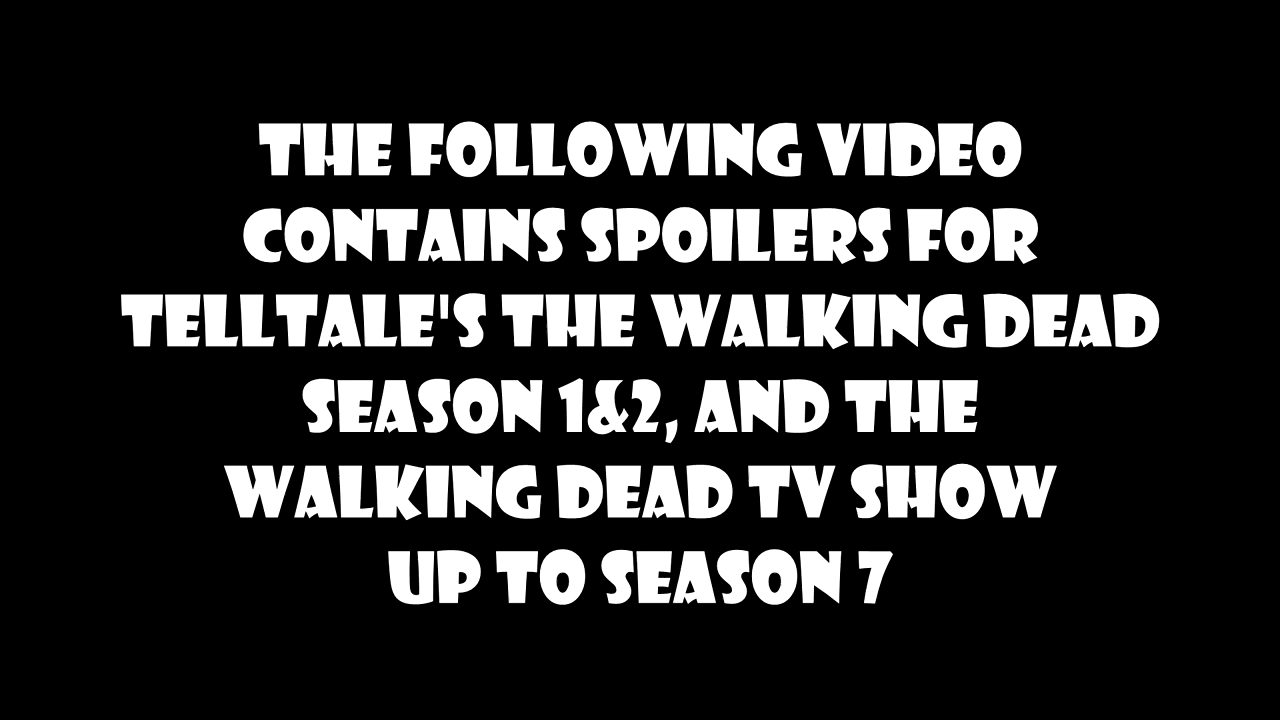 THE FOLLOWING VIDEO
CONTAINS SPOILERS FOR
TELLTALE'S THE WALKING DEAD
SEASON 1&2, AND THE
WALKING DEAD TV SHOW
UP TO SEASON 7